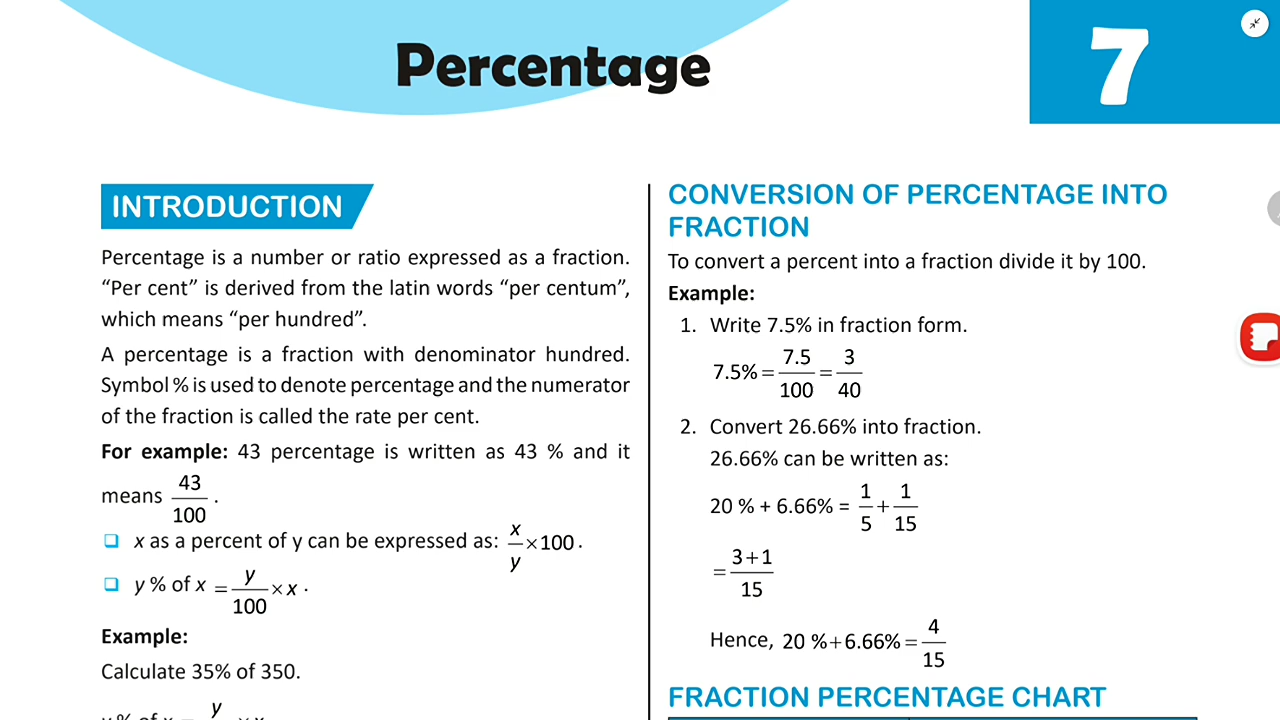 Percentage
7
INTRODUCTION
Percentage is a number or ratio expressed as a fraction.
“Per cent” is derived from the latin words “per centum”,
which means “per hundred”.
A percentage is a fraction with denominator hundred.
Symbol % is used to denote percentage and the numerator
of the fraction is called the rate per cent.
For example: 43 percentage is written as 43 % and it
means 43/100 .
❑ x as a percent of y can be expressed as: x/y ×100 .
❑ y % of x = y/100 × x .
Example:
Calculate 35% of 350.
y % of x = y × x
CONVERSION OF PERCENTAGE INTO
FRACTION
To convert a percent into a fraction divide it by 100.
Example:
1. Write 7.5% in fraction form.
7.5% = 7.5/100 = 3/40
2. Convert 26.66% into fraction.
26.66% can be written as:
20 % + 6.66% = 1/5 + 1/15
= 3+1/15
Hence, 20 %+6.66% = 4/15
FRACTION PERCENTAGE CHART